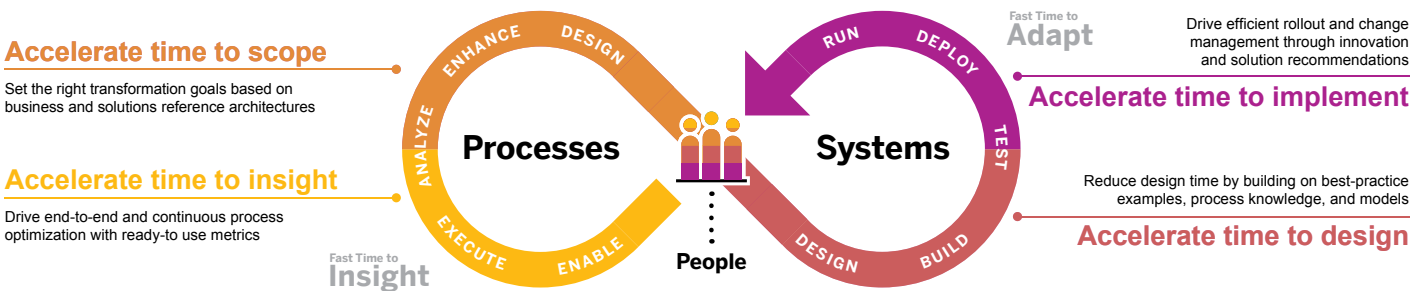 Accelerate time to scope
Set the right transformation goals based on
business and solutions reference architectures
Accelerate time to insight
Drive end-to-end and continuous process
optimization with ready-to use metrics
Fast Time to
Insight
ENABLE
EXECUTE
ANALYZE
ENHANCE
DESIGN
Processes
People
Systems
DESIGN
BUILD
TEST
DEPLOY
RUN
Fast Time to
Adapt
Drive efficient rollout and change
management through innovation
and solution recommendations
Accelerate time to implement
Reduce design time by building on best-practice
examples, process knowledge, and models
Accelerate time to design